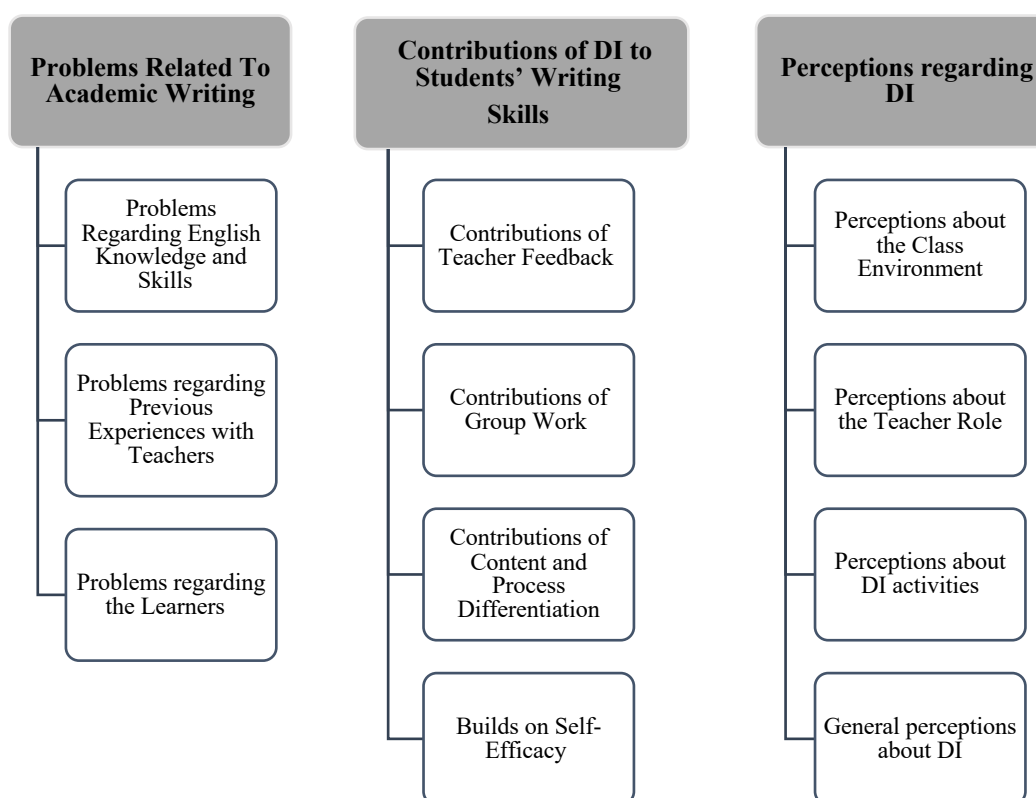 Problems Related To
Academic Writing
Problems
Regarding English
Knowledge and
Skills
Problems regarding
Previous
Experiences with
Teachers
Problems regarding
the Learners
Contributions of DI to
Students’ Writing
Skills
Contributions of
Teacher Feedback
Contributions of
Group Work
Contributions of
Content and
Process
Differentiation
Builds on Self-
Efficacy
Perceptions regarding
DI
Perceptions about
the Class
Environment
Perceptions about
the Teacher Role
Perceptions about
DI activities
General perceptions
about DI